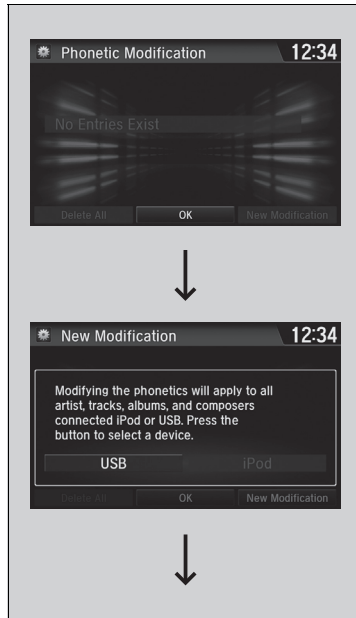 Phonetic Modification 12:34
No Entries Exist
Delete All OK New Modification
New Modification 12:34
Modifying the phonetics will apply to all
artist, tracks, albums, and composers
connected iPod or USB. Press the
button to select a device.
USB iPod
Delete All OK New Modification